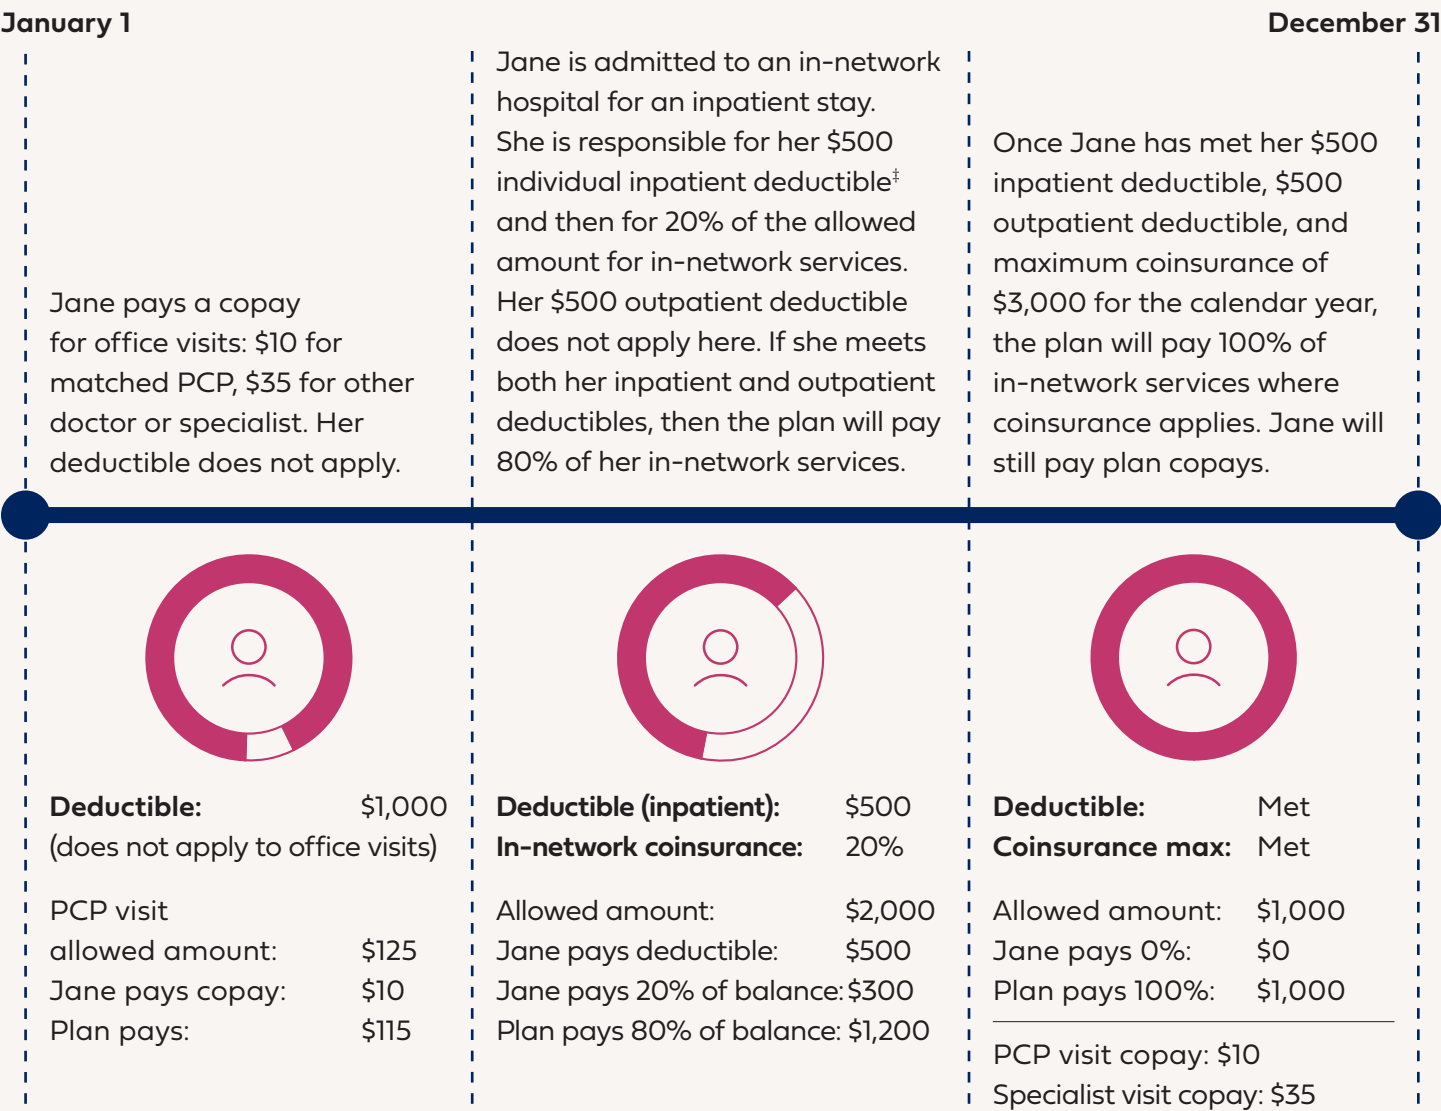 January 1
December 31
Jane pays a copay
for office visits: $10 for
matched PCP, $35 for other
doctor or specialist. Her
deductible does not apply.
Jane is admitted to an in-network
hospital for an inpatient stay.
She is responsible for her $500
individual inpatient deductible‡
and then for 20% of the allowed
amount for in-network services.
Her $500 outpatient deductible
does not apply here. If she meets
both her inpatient and outpatient
deductibles, then the plan will pay
80% of her in-network services.
Once Jane has met her $500
inpatient deductible, $500
outpatient deductible, and
maximum coinsurance of
$3,000 for the calendar year,
the plan will pay 100% of
in-network services where
coinsurance applies. Jane will
still pay plan copays.
Deductible: $1,000
(does not apply to office visits)
PCP visit
allowed amount: $125
Jane pays copay: $10
Plan pays: $115
Deductible (inpatient): $500
In-network coinsurance: 20%
Allowed amount: $2,000
Jane pays deductible: $500
Jane pays 20% of balance: $300
Plan pays 80% of balance: $1,200
Deductible: Met
Coinsurance max: Met
Allowed amount: $1,000
Jane pays 0%: $0
Plan pays 100%: $1,000
PCP visit copay: $10
Specialist visit copay: $35